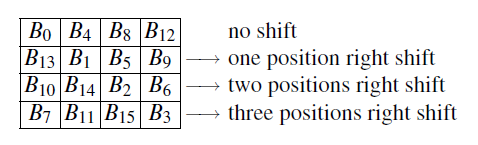 B₀ B₄ B₈ B₁₂ no shift
B₁₃ B₁ B₅ B₉ ⟶ one position right shift
B₁₀ B₁₄ B₂ B₆ ⟶ two positions right shift
B₇ B₁₁ B₁₅ B₃ ⟶ three positions right shift